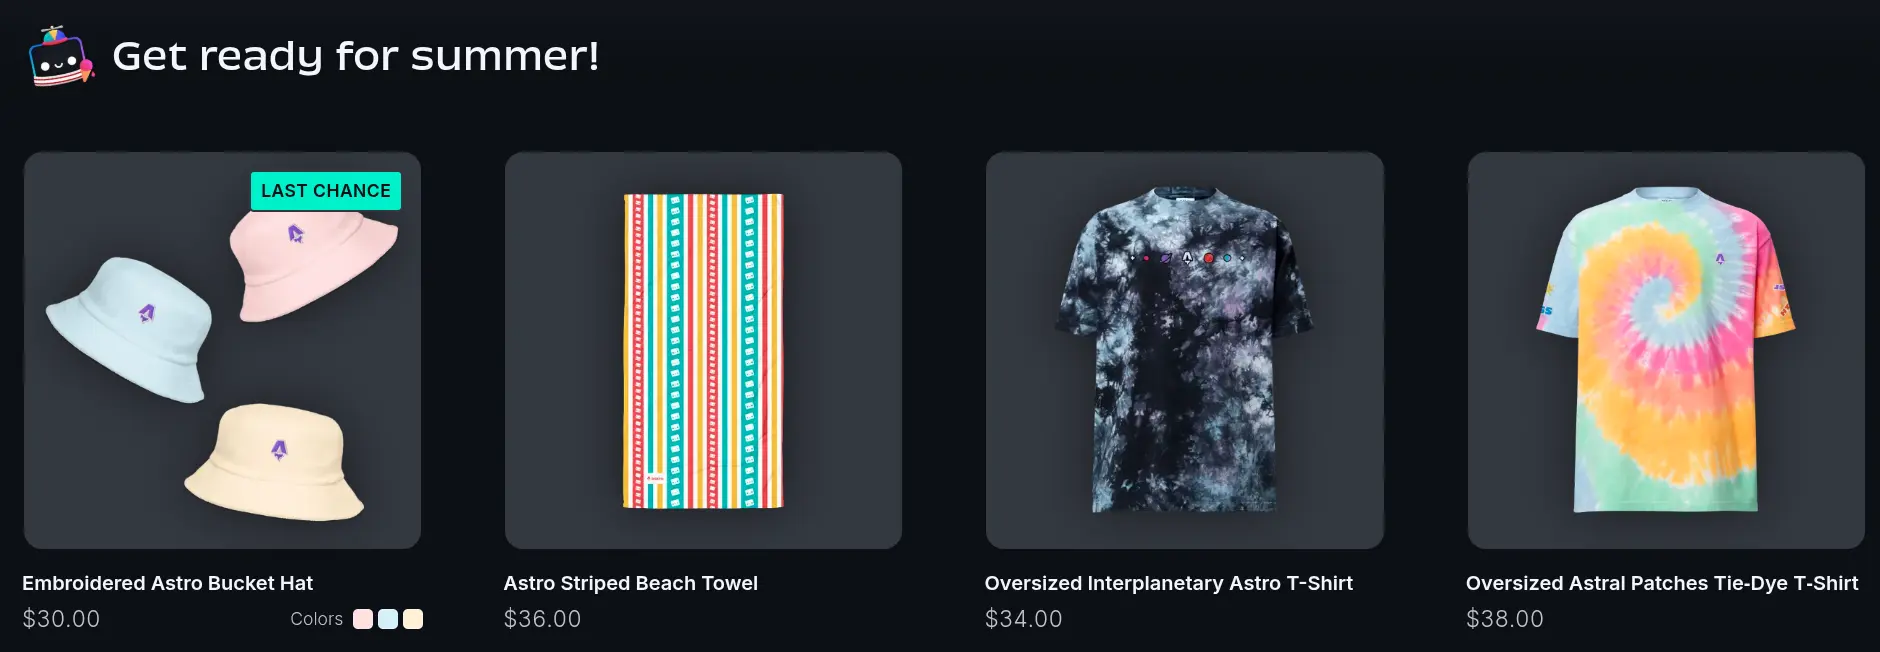 Get ready for summer!
LAST CHANCE
Embroidered Astro Bucket Hat
$30.00
Colors
Astro Striped Beach Towel
$36.00
Oversized Interplanetary Astro T-Shirt
$34.00
Oversized Astral Patches Tie-Dye T-Shirt
$38.00